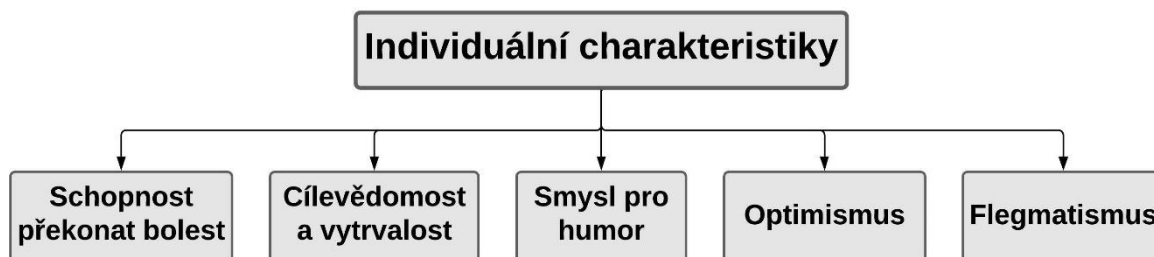 Individuální charakteristiky
Schopnost
překonat bolest
Cílevědomost
a vytrvalost
Smysl pro
humor
Optimismus
Flegmatismus